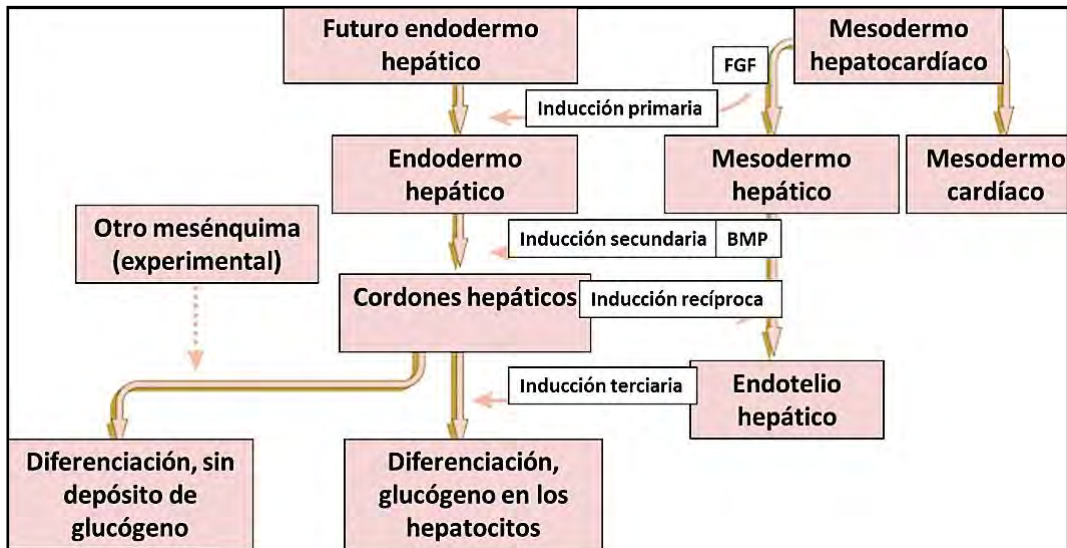 Futuro endodermo
hepático
Mesodermo
hepatocardíaco
FGF
Inducción primaria
Endodermo
hepático
Mesodermo
hepático
Mesodermo
cardíaco
Otro mesénquima
(experimental)
Inducción secundaria
BMP
Cordones hepáticos
Inducción recíproca
Inducción terciaria
Endotelio
hepático
Diferenciación, sin
depósito de
glucógeno
Diferenciación,
glucógeno en los
hepatocitos